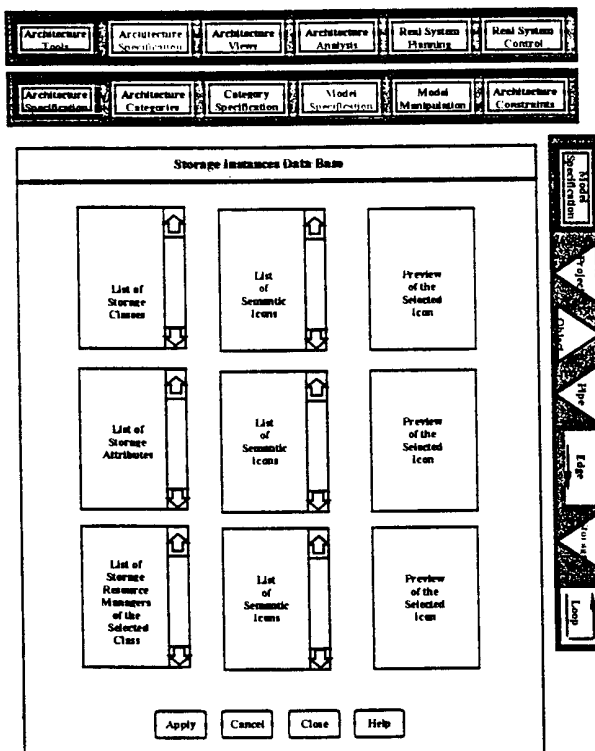 Architecture
Tools
Architecture
Specification
Architecture
Views
Architecture
Analysis
Real System
Planning
Real System
Control
Architecture
Specification
Architecture
Categories
Category
Specification
Model
Specification
Model
Manipulation
Architecture
Constraints
Storage Instances Data Base
List of
Storage
Classes
List
of
Semantic
Icons
Preview
of the
Selected
Icon
List of
Storage
Attributes
List
of
Semantic
Icons
Preview
of the
Selected
Icon
List of
Storage
Resource
Managers
of the
Selected
Class
List
of
Semantic
Icons
Preview
of the
Selected
Icon
Apply
Cancel
Close
Help
Model
Specification
Pipe
Edge
Loop